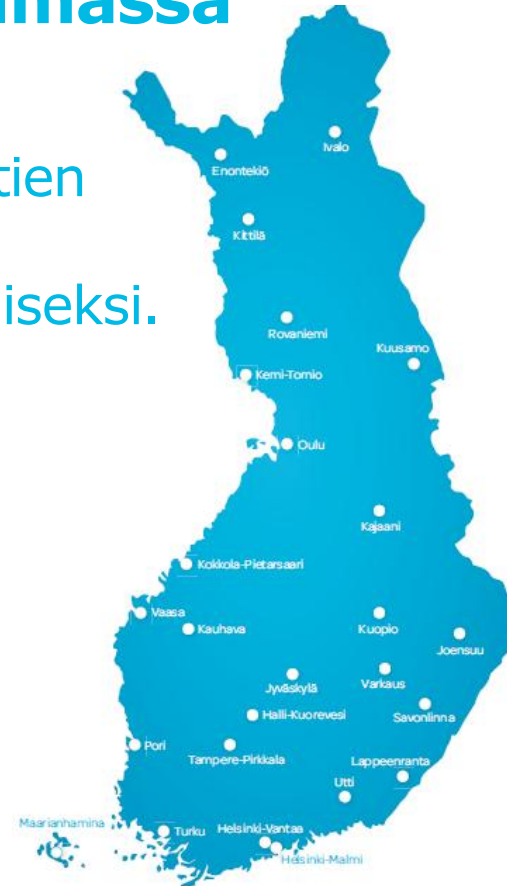 massa
tien
iseksi.
Ivalo
Enontekiö
Kittilä
Rovaniemi
Kuusamo
Kemi-Tornio
Oulu
Kajaani
Kokkola-Pietarsaari
Vaasa
Kauhava
Kuopio
Joensuu
Varkaus
Jyväskylä
Savonlinna
Halli-Kuorevesi
Pori
Tampere-Pirkkala
Lappeenranta
Utti
Maarianhamina
Turku
Helsinki-Vantaa
Helsinki-Malmi